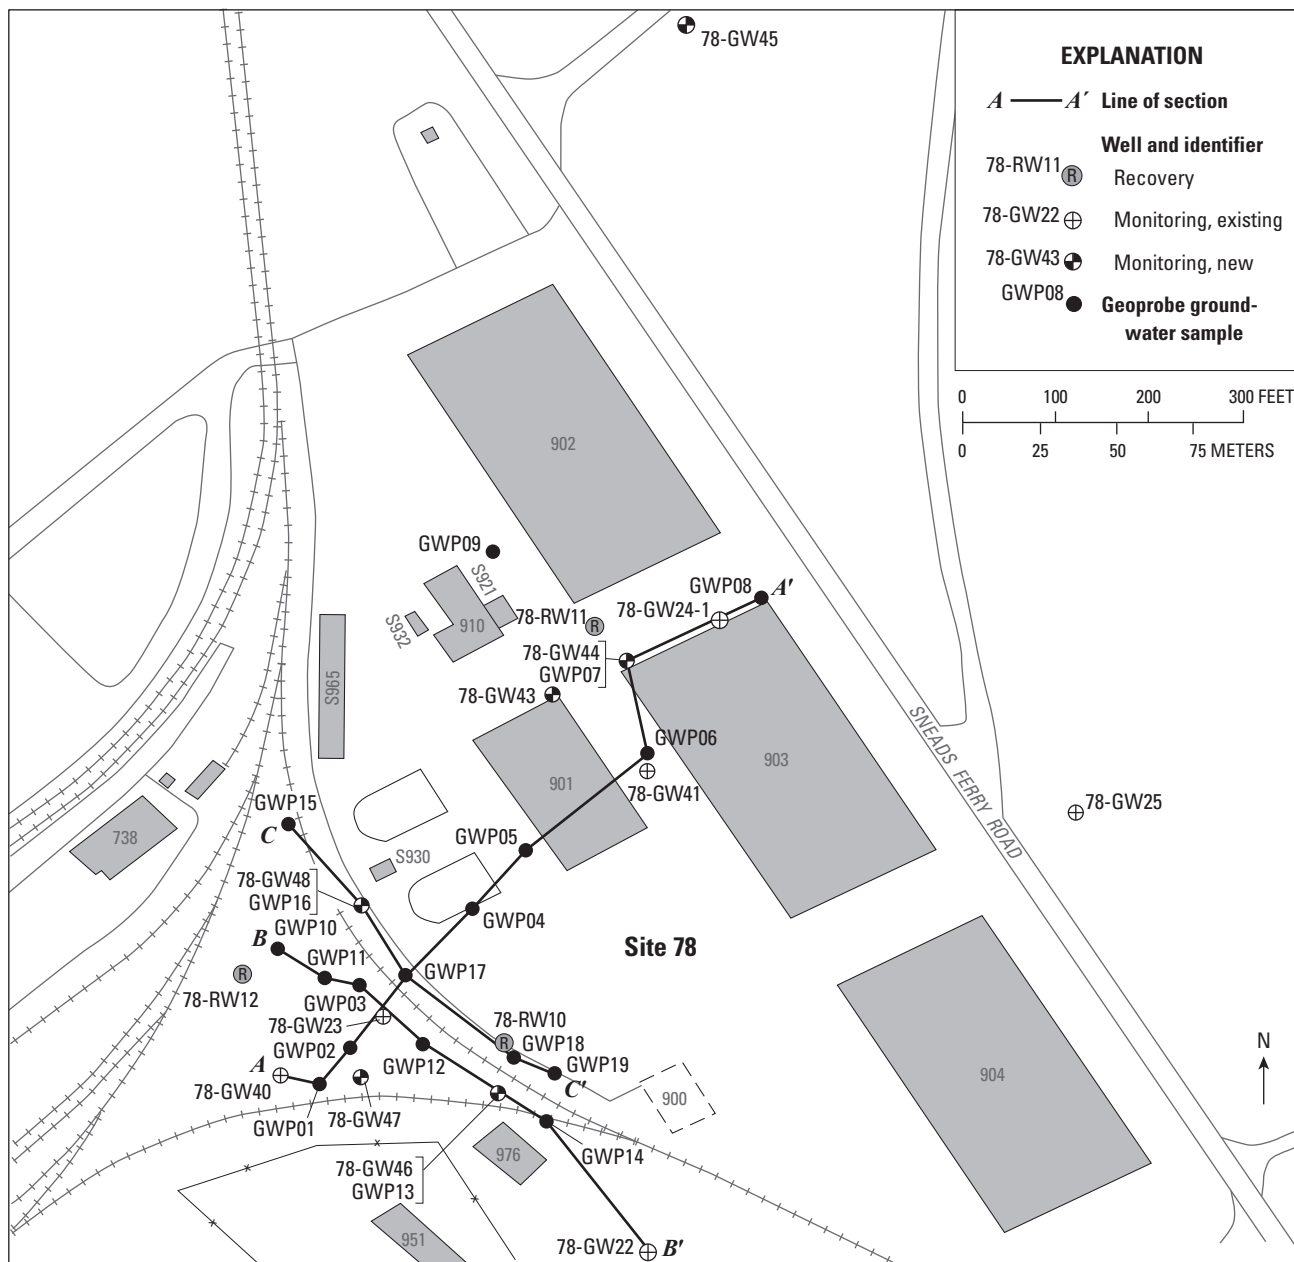 78-GW45
EXPLANATION
A A′ Line of section
Well and identifier
78-RW11 R Recovery
78-GW22 Monitoring, existing
78-GW43 Monitoring, new
GWP08 Geoprobe ground-
water sample
0 100 200 300 FEET
0 25 50 75 METERS
902
GWP09
S921
S932
910
78-RW11 R
GWP08 A′
78-GW24-1
78-GW44
GWP07
78-GW43
S965
GWP06
78-GW41
901
903
SNEADS FERRY ROAD
78-GW25
GWP15
C
738
GWP05
S930
78-GW48
GWP16
GWP04
GWP10
B
GWP11
Site 78
GWP17
R
78-RW12
GWP03
78-GW23
78-RW10
R
GWP18
GWP02
GWP12
GWP19
A
C′
78-GW40
900
904
N
GWP01
78-GW47
GWP14
976
78-GW46
GWP13
951
78-GW22 B′